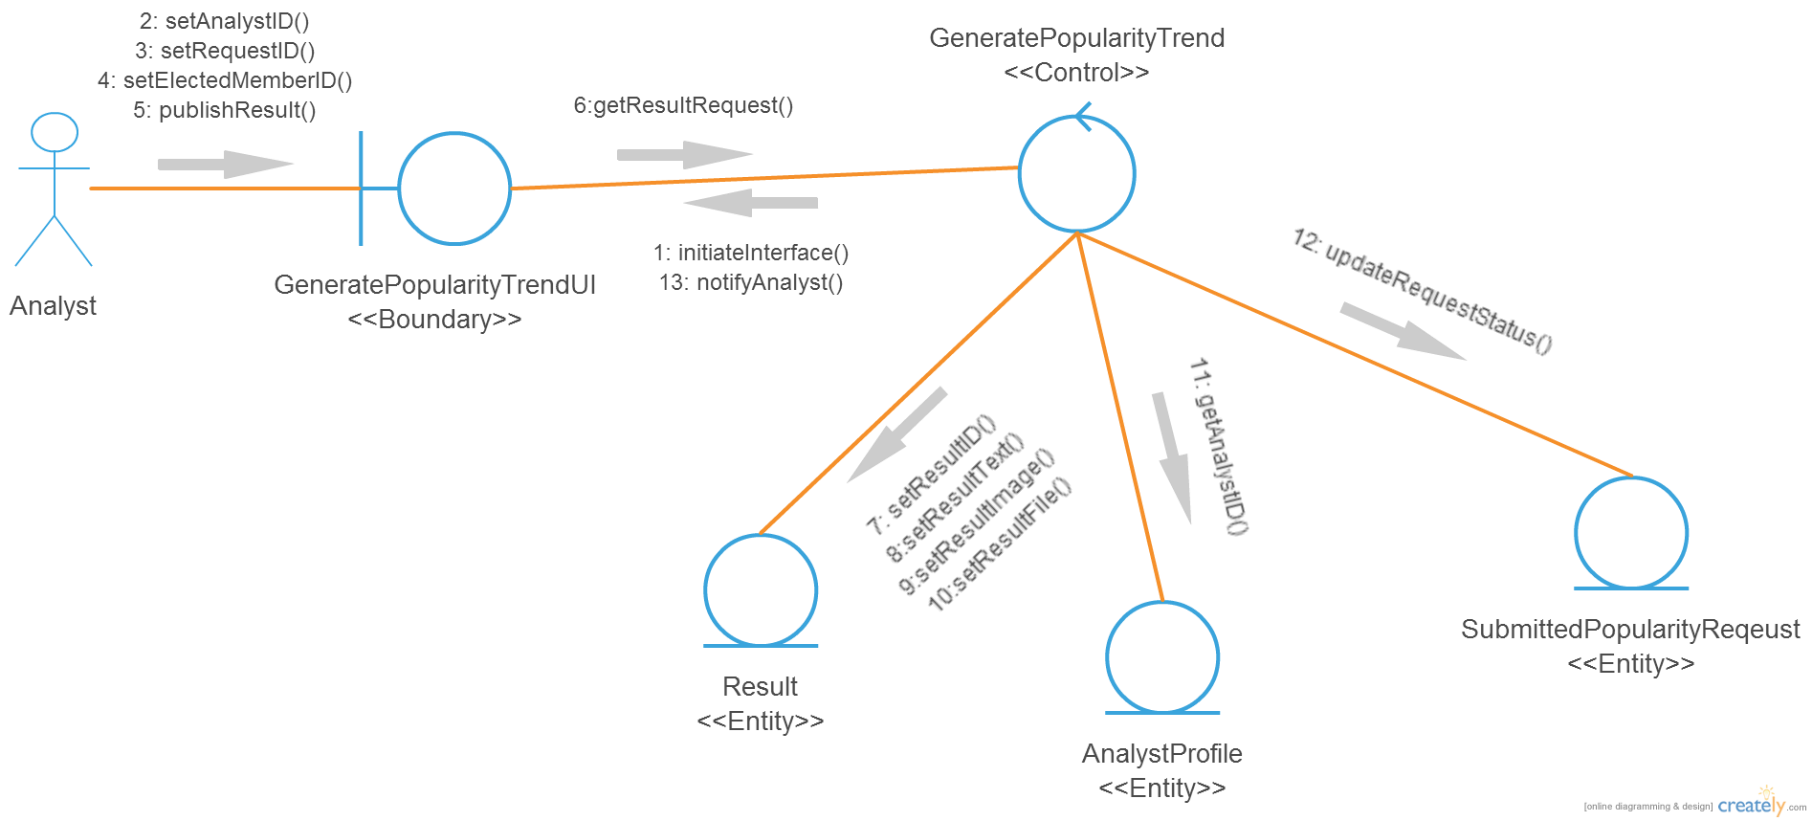 2: setAnalystID()
3: setRequestID()
4: setElectedMemberID()
5: publishResult()
Analyst
GeneratePopularityTrendUI
<<Boundary>>
6:getResultRequest()
1: initiateInterface()
13: notifyAnalyst()
GeneratePopularityTrend
<<Control>>
7: setResultID()
8:setResultText()
9:setResultImage()
10:setResultFile()
11: getAnalystID()
12: updateRequestStatus()
Result
<<Entity>>
AnalystProfile
<<Entity>>
SubmittedPopularityReqeust
<<Entity>>
[online diagramming & design] creately.com